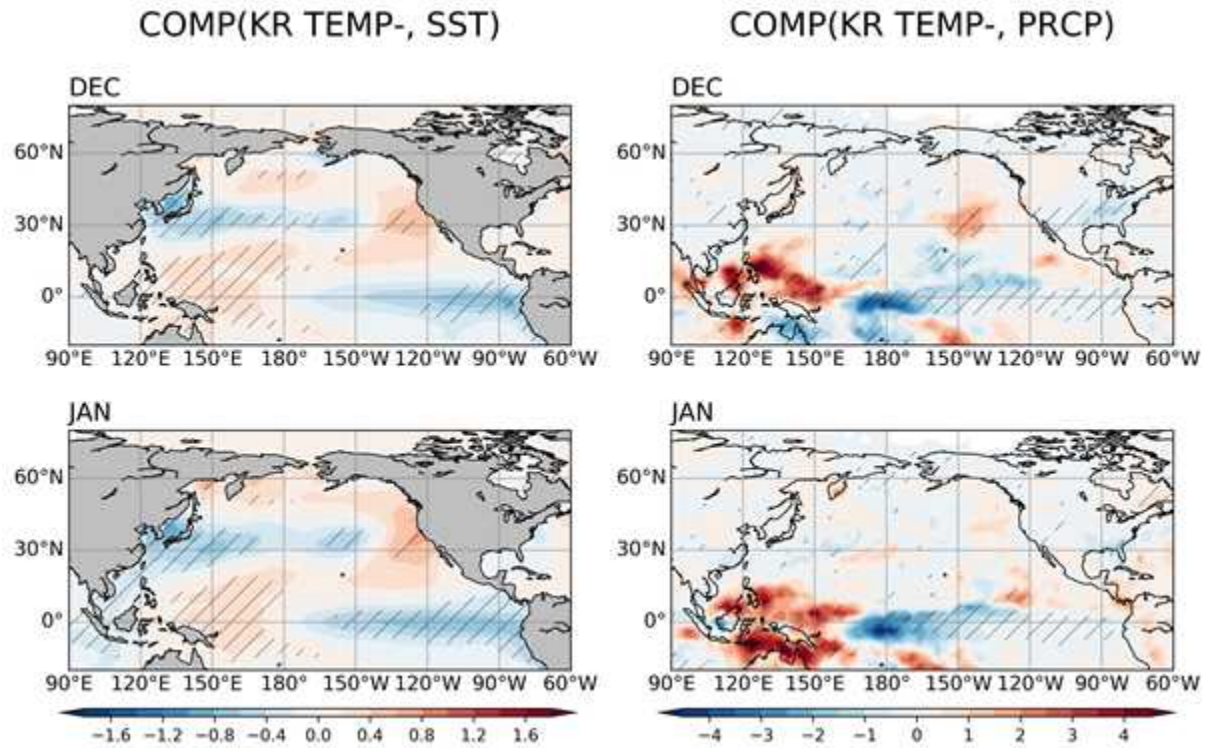 COMP(KR TEMP-, SST)
COMP(KR TEMP-, PRCP)
DEC
60°N
30°N
0°
90°E 120°E 150°E 180° 150°W 120°W 90°W 60°W
DEC
90°E 120°E 150°E 180° 150°W 120°W 90°W 60°W
60°N
30°N
0°
JAN
60°N
30°N
0°
90°E 120°E 150°E 180° 150°W 120°W 90°W 60°W
−1.6 −1.2 −0.8 −0.4 0.0 0.4 0.8 1.2 1.6
JAN
60°N
30°N
0°
90°E 120°E 150°E 180° 150°W 120°W 90°W 60°W
−4 −3 −2 −1 0 1 2 3 4